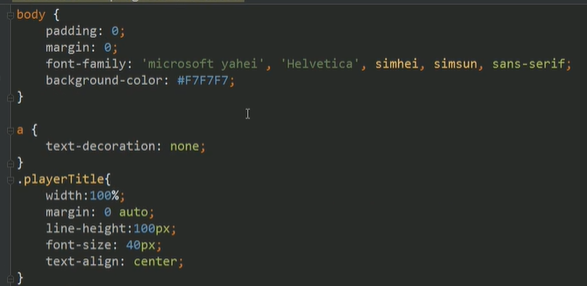 body {
    padding: 0;
    margin: 0;
    font-family: 'microsoft yahei', 'Helvetica', simhei, simsun, sans-serif;
    background-color: #F7F7F7;
}
a {
    text-decoration: none;
}
.playerTitle{
    width:100%;
    margin: 0 auto;
    line-height:100px;
    font-size: 40px;
    text-align: center;
}